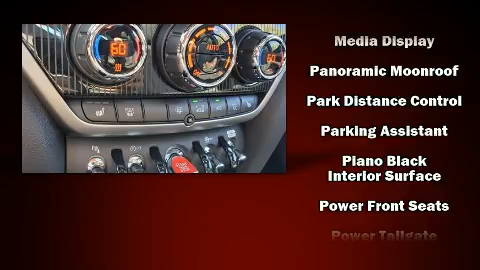 60
AUTO
60
Media Display
Panoramic Moonroof
Park Distance Control
Parking Assistant
Piano Black
Interior Surface
Power Front Seats
Power Tailgate